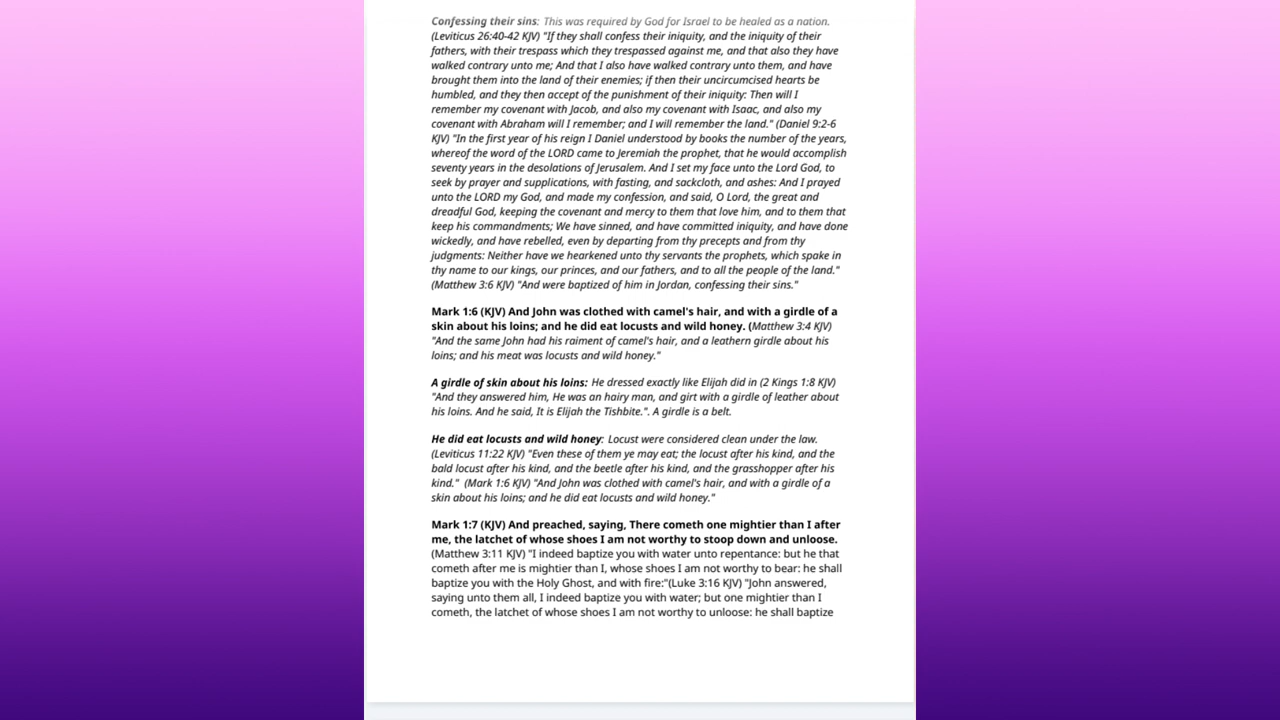 Confessing their sins: This was required by God for Israel to be healed as a nation.
(Leviticus 26:40-42 KJV) "If they shall confess their iniquity, and the iniquity of their
fathers, with their trespass which they trespassed against me, and that also they have
walked contrary unto me; And that I also have walked contrary unto them, and have
brought them into the land of their enemies; if then their uncircumcised hearts be
humbled, and they then accept of the punishment of their iniquity: Then will I
remember my covenant with Jacob, and also my covenant with Isaac, and also my
covenant with Abraham will I remember; and I will remember the land." (Daniel 9:2-6
KJV) "In the first year of his reign I Daniel understood by books the number of the years,
whereof the word of the LORD came to Jeremiah the prophet, that he would accomplish
seventy years in the desolations of Jerusalem. And I set my face unto the Lord God, to
seek by prayer and supplications, with fasting, and sackcloth, and ashes: And I prayed
unto the LORD my God, and made my confession, and said, O Lord, the great and
dreadful God, keeping the covenant and mercy to them that love him, and to them that
keep his commandments; We have sinned, and have committed iniquity, and have done
wickedly, and have rebelled, even by departing from thy precepts and from thy
judgments: Neither have we hearkened unto thy servants the prophets, which spake in
thy name to our kings, our princes, and our fathers, and to all the people of the land."
(Matthew 3:6 KJV) "And were baptized of him in Jordan, confessing their sins."
Mark 1:6 (KJV) And John was clothed with camel's hair, and with a girdle of a
skin about his loins; and he did eat locusts and wild honey. (Matthew 3:4 KJV)
"And the same John had his raiment of camel's hair, and a leathern girdle about his
loins; and his meat was locusts and wild honey."
A girdle of skin about his loins: He dressed exactly like Elijah did in (2 Kings 1:8 KJV)
"And they answered him, He was an hairy man, and girt with a girdle of leather about
his loins. And he said, It is Elijah the Tishbite.". A girdle is a belt.
He did eat locusts and wild honey: Locust were considered clean under the law.
(Leviticus 11:22 KJV) "Even these of them ye may eat; the locust after his kind, and the
bald locust after his kind, and the beetle after his kind, and the grasshopper after his
kind." (Mark 1:6 KJV) "And John was clothed with camel's hair, and with a girdle of a
skin about his loins; and he did eat locusts and wild honey."
Mark 1:7 (KJV) And preached, saying, There cometh one mightier than I after
me, the latchet of whose shoes I am not worthy to stoop down and unloose.
(Matthew 3:11 KJV) "I indeed baptize you with water unto repentance: but he that
cometh after me is mightier than I, whose shoes I am not worthy to bear: he shall
baptize you with the Holy Ghost, and with fire:"(Luke 3:16 KJV) "John answered,
saying unto them all, I indeed baptize you with water; but one mightier than I
cometh, the latchet of whose shoes I am not worthy to unloose: he shall baptize